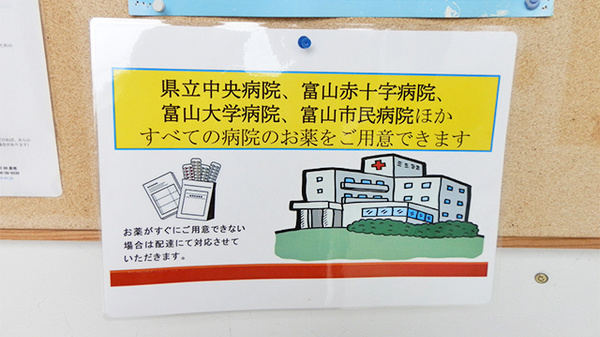 県立中央病院、富山赤十字病院、
富山大学病院、富山市民病院ほか
すべての病院のお薬をご用意できます
お薬がすぐにご用意できない
場合は配達にて対応させて
いただきます。